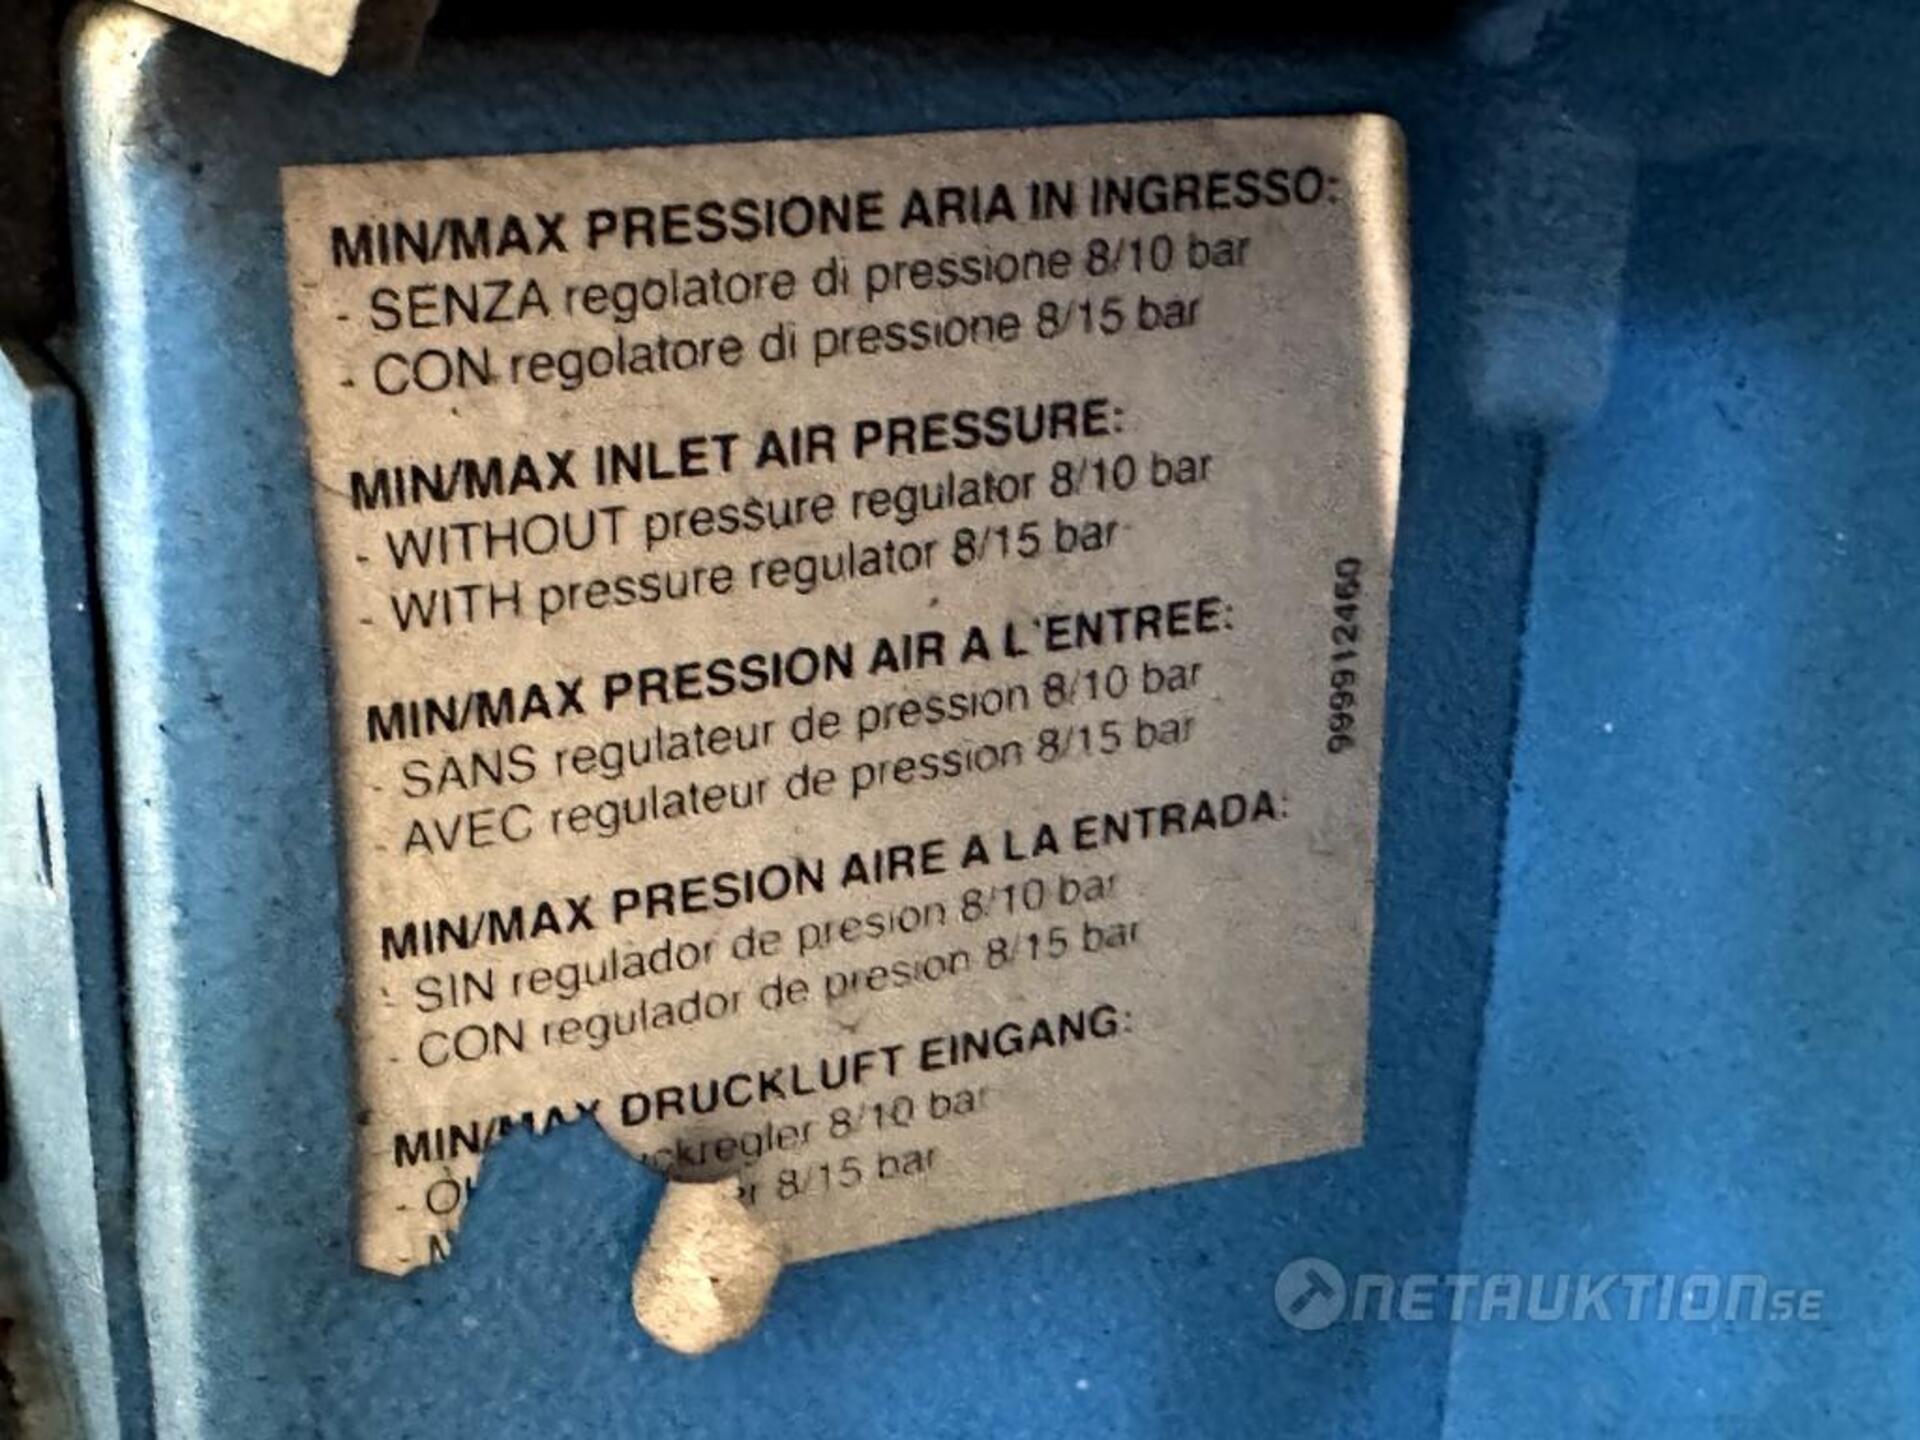 MIN/MAX PRESSIONE ARIA IN INGRESSO:
- SENZA regolatore di pressione 8/10 bar
- CON regolatore di pressione 8/15 bar
MIN/MAX INLET AIR PRESSURE:
- WITHOUT pressure regulator 8/10 bar
- WITH pressure regulator 8/15 bar
MIN/MAX PRESSION AIR A L'ENTREE:
- SANS regulateur de pression 8/10 bar
- AVEC regulateur de pression 8/15 bar
MIN/MAX PRESION AIRE A LA ENTRADA:
- SIN regulador de presion 8/10 bar
- CON regulador de presion 8/15 bar
MIN/MAX DRUCKLUFT EINGANG:
8/10 bar
8/15 bar
999912460
NETAUKTION.SE